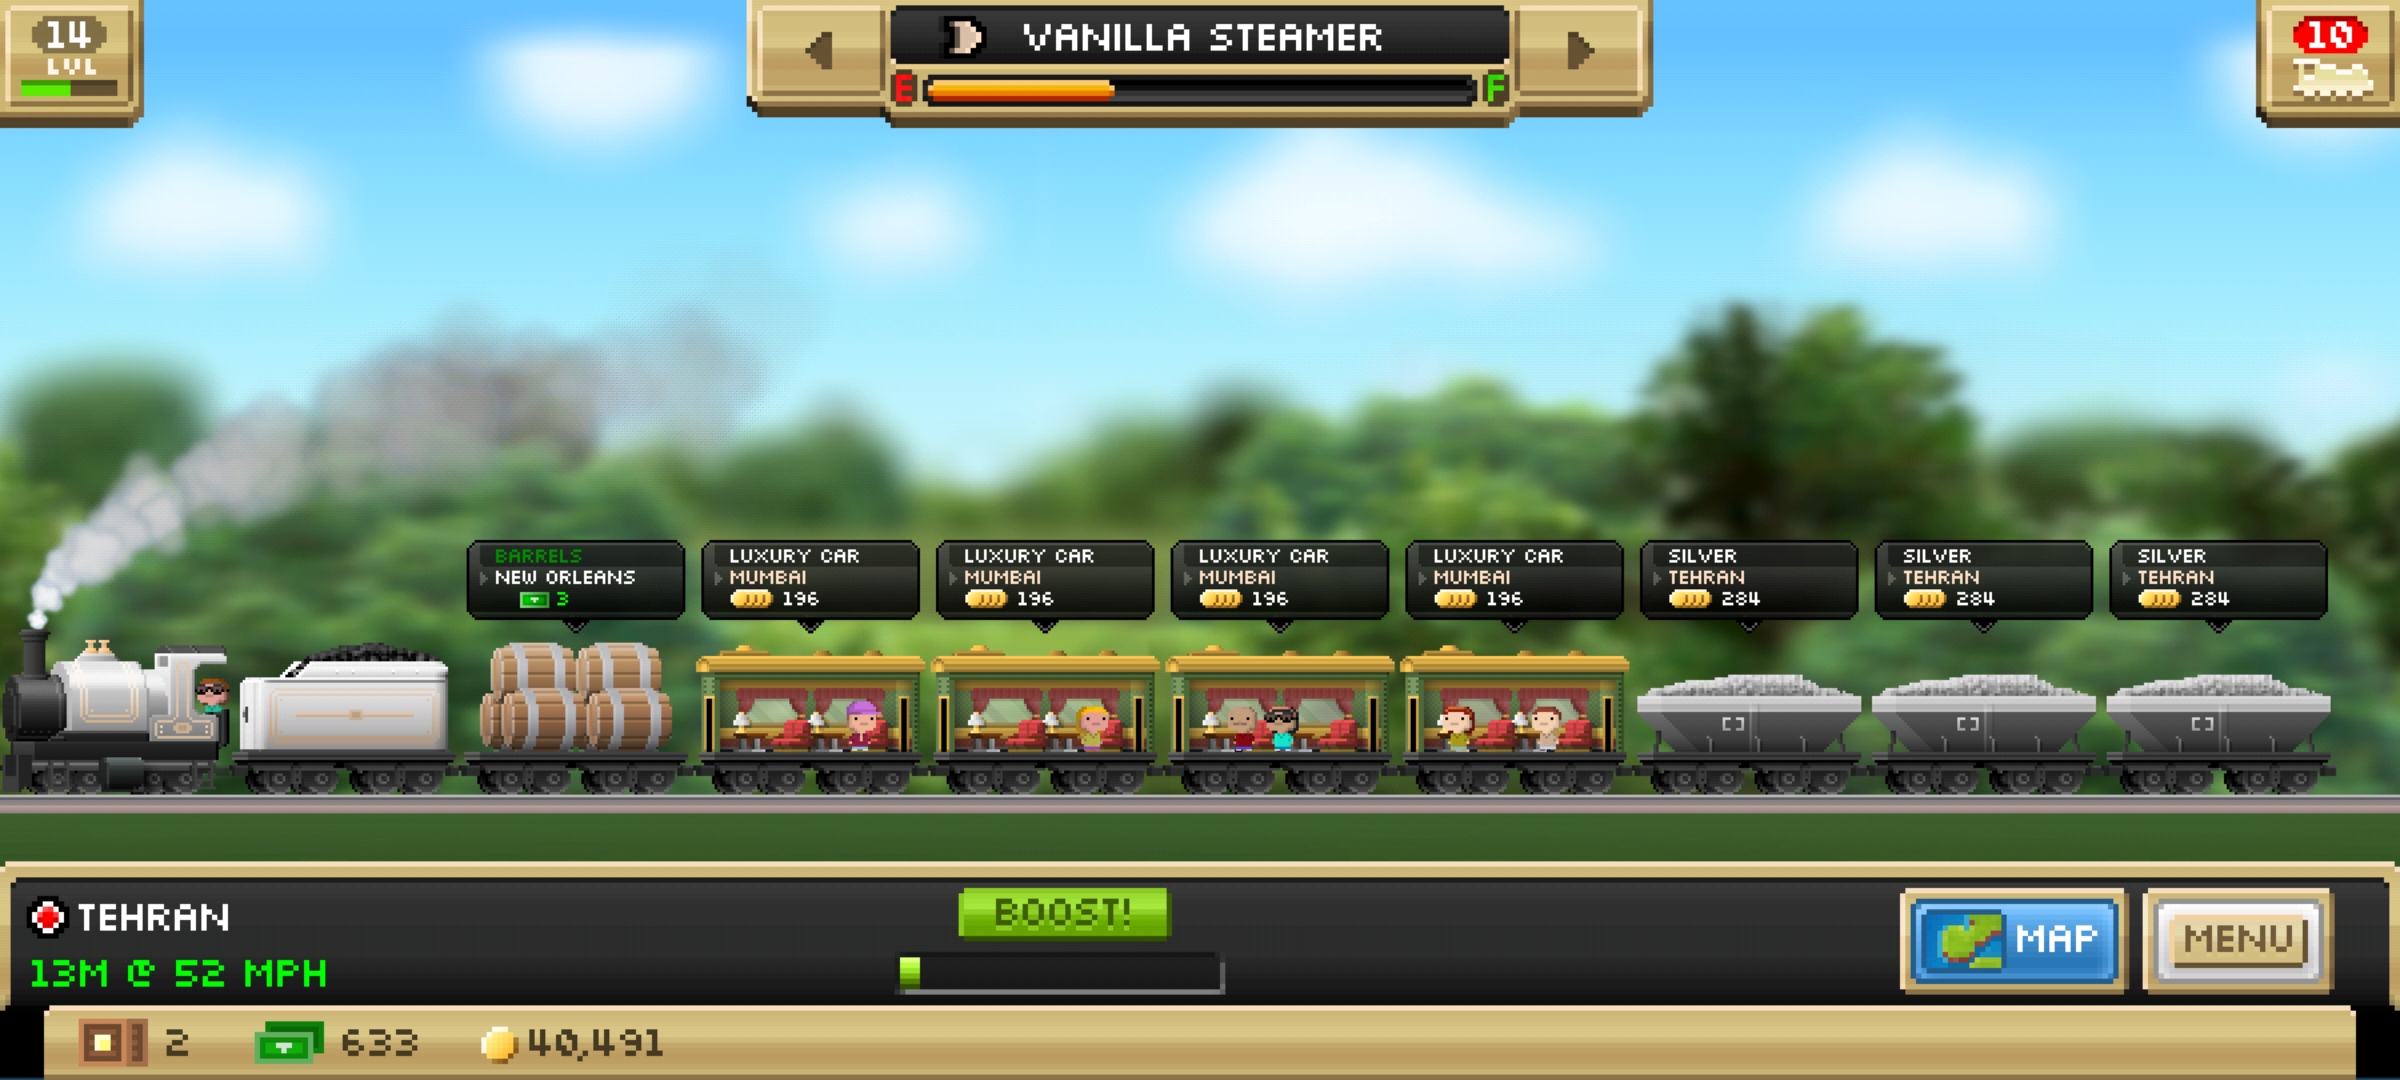 14
LVL
VANILLA STEAMER
E F
10
BARRELS
NEW ORLEANS
3
LUXURY CAR
MUMBAI
196
LUXURY CAR
MUMBAI
196
LUXURY CAR
MUMBAI
196
LUXURY CAR
MUMBAI
196
SILVER
TEHRAN
284
SILVER
TEHRAN
284
SILVER
TEHRAN
284
TEHRAN
13M @ 52 MPH
BOOST!
MAP
MENU
2
633
40,491